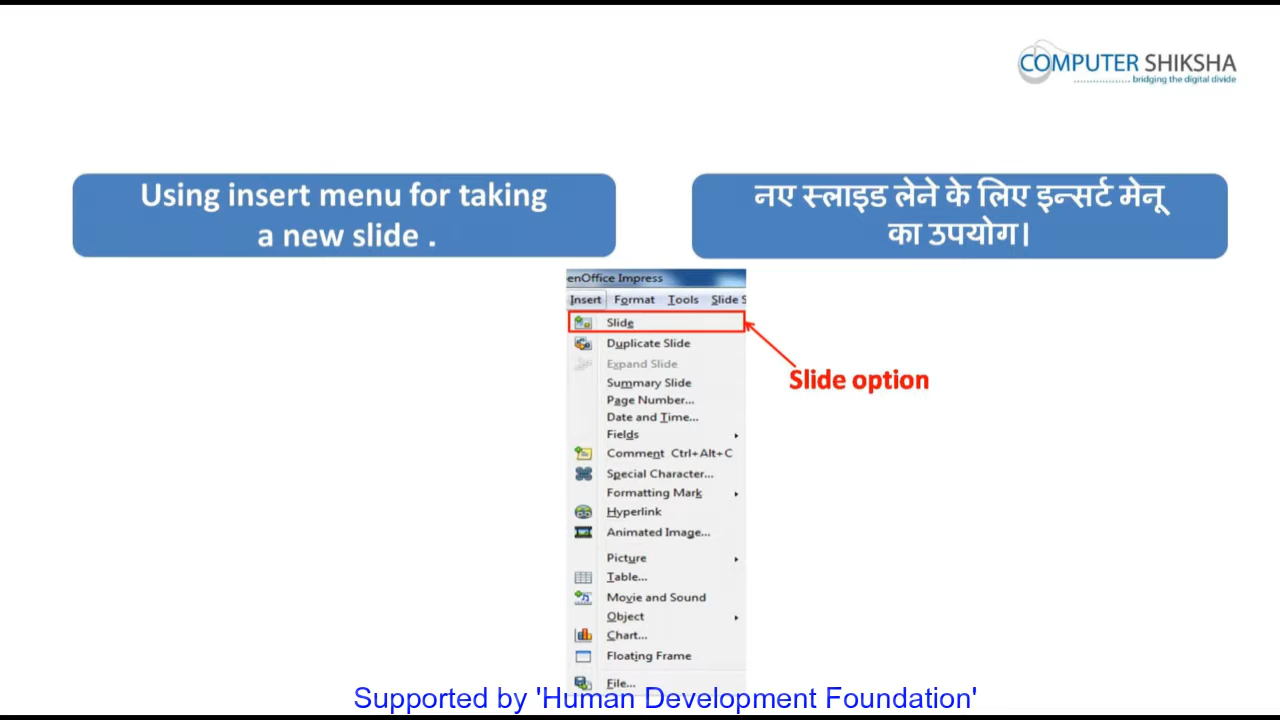 COMPUTER SHIKSHA
bridging the digital divide
Using insert menu for taking
a new slide .
नए स्लाइड लेने के लिए इन्सर्ट मेनू
का उपयोग।
enOffice Impress
Insert Format Tools Slide S
Slide
Duplicate Slide
Expand Slide
Summary Slide
Page Number...
Date and Time...
Fields
Comment Ctrl+Alt+C
Special Character...
Formatting Mark
Hyperlink
Animated Image...
Picture
Table...
Movie and Sound
Object
Chart...
Floating Frame
File...
Slide option
Supported by 'Human Development Foundation'